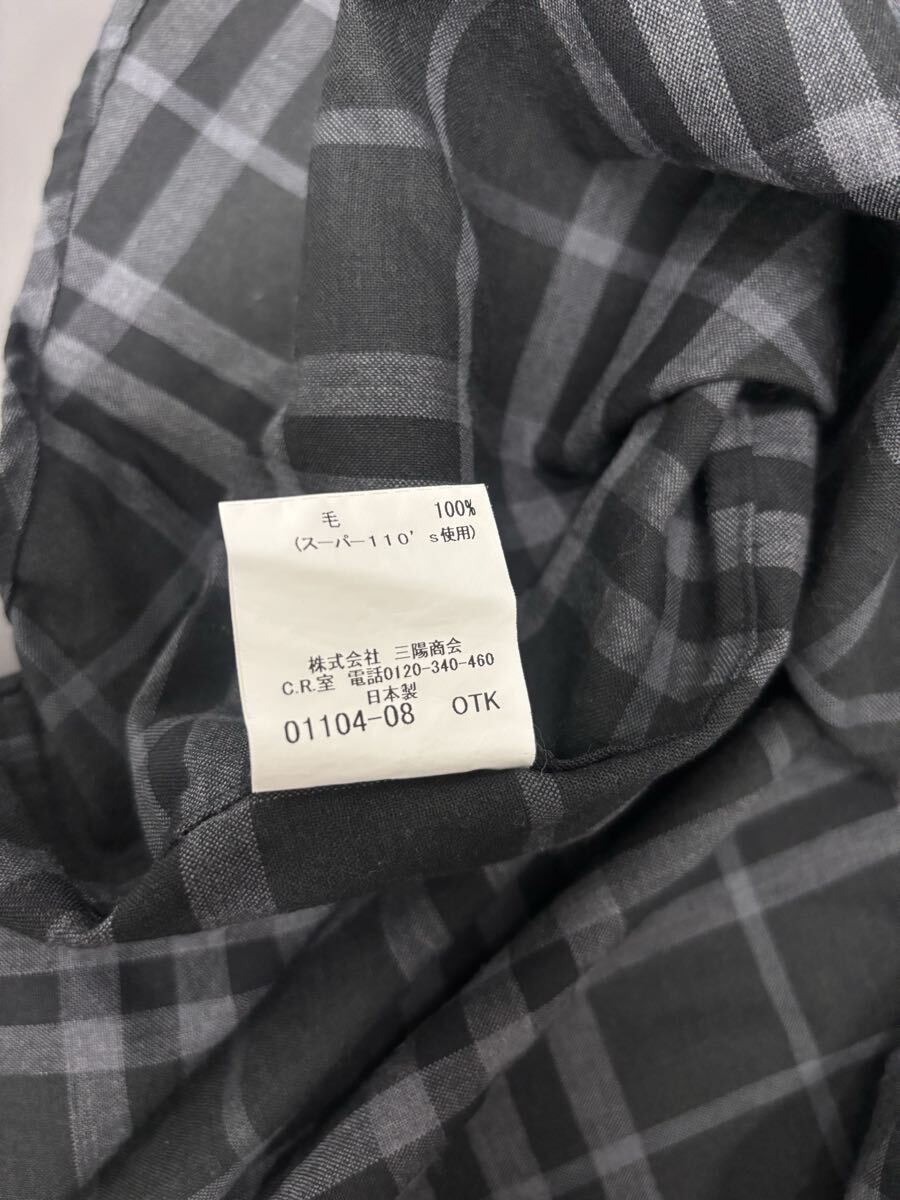 毛 100%
(スーパー110's使用)
株式会社 三陽商会
C.R.室 電話0120-340-460
日本製
01104-08 OTK